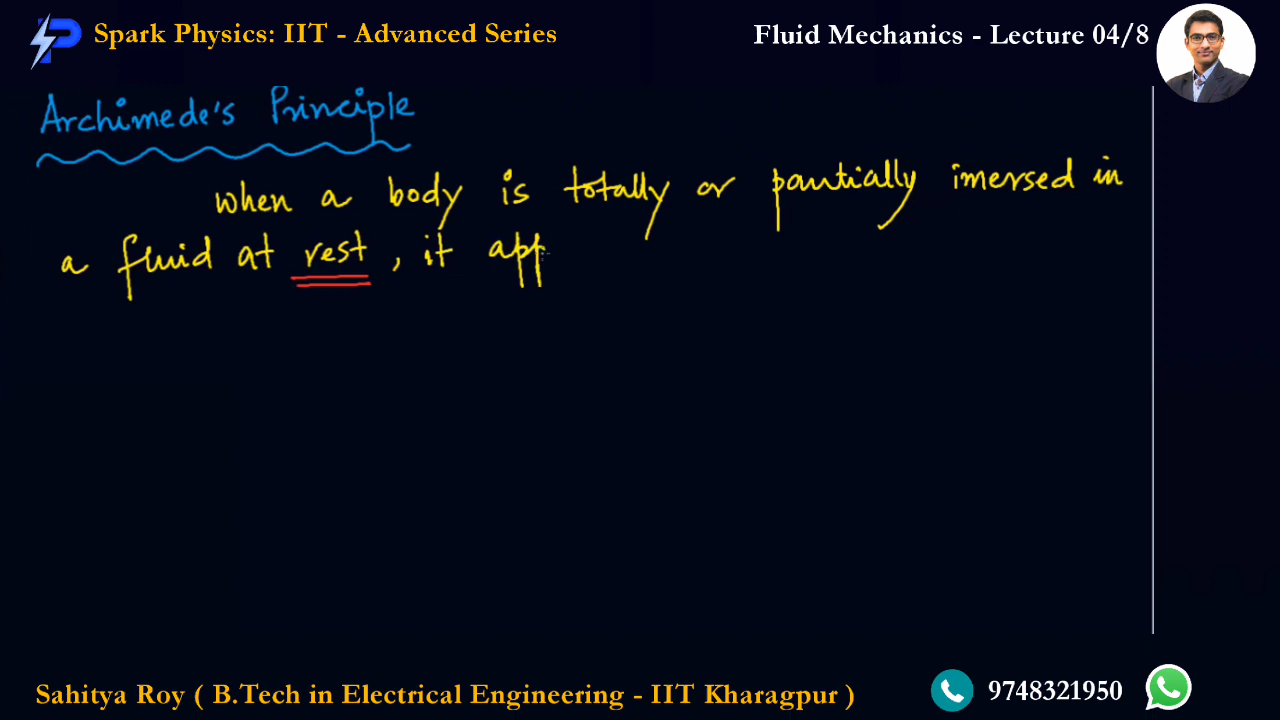 Spark Physics: IIT - Advanced Series
Fluid Mechanics - Lecture 04/8
Archimede's Principle
when a body is totally or partially imersed in
a fluid at rest, it app
Sahitya Roy ( B.Tech in Electrical Engineering - IIT Kharagpur )
9748321950